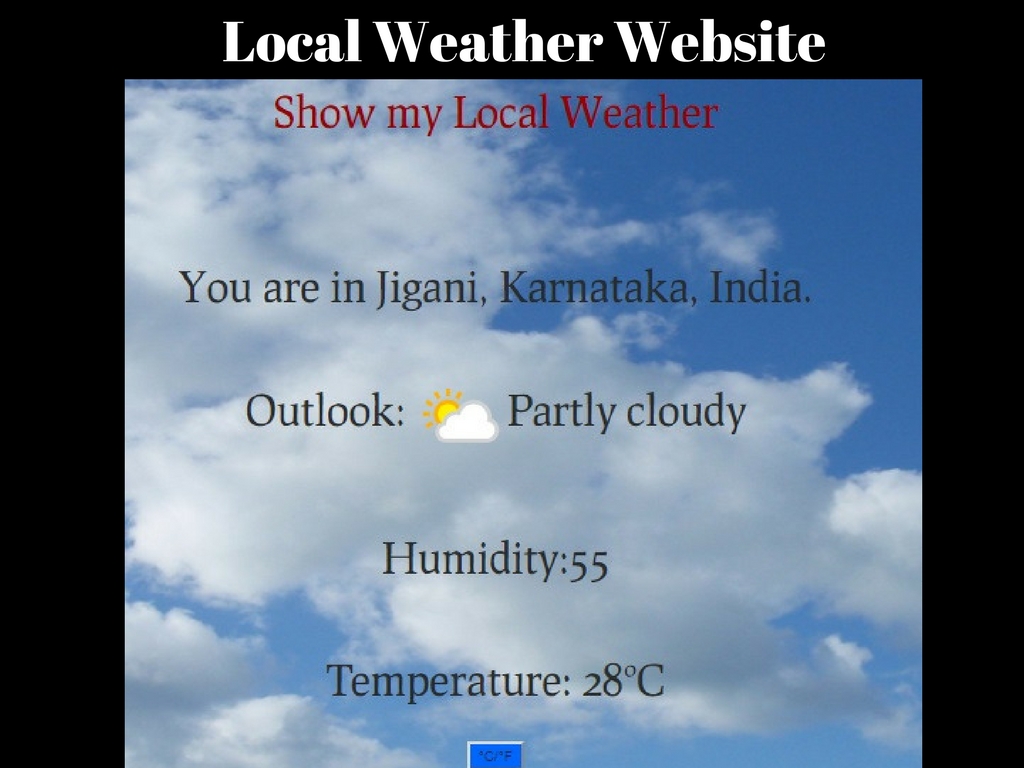 Local Weather Website
Show my Local Weather
You are in Jigani, Karnataka, India.
Outlook: Partly cloudy
Humidity:55
Temperature: 28°C
°C/°F